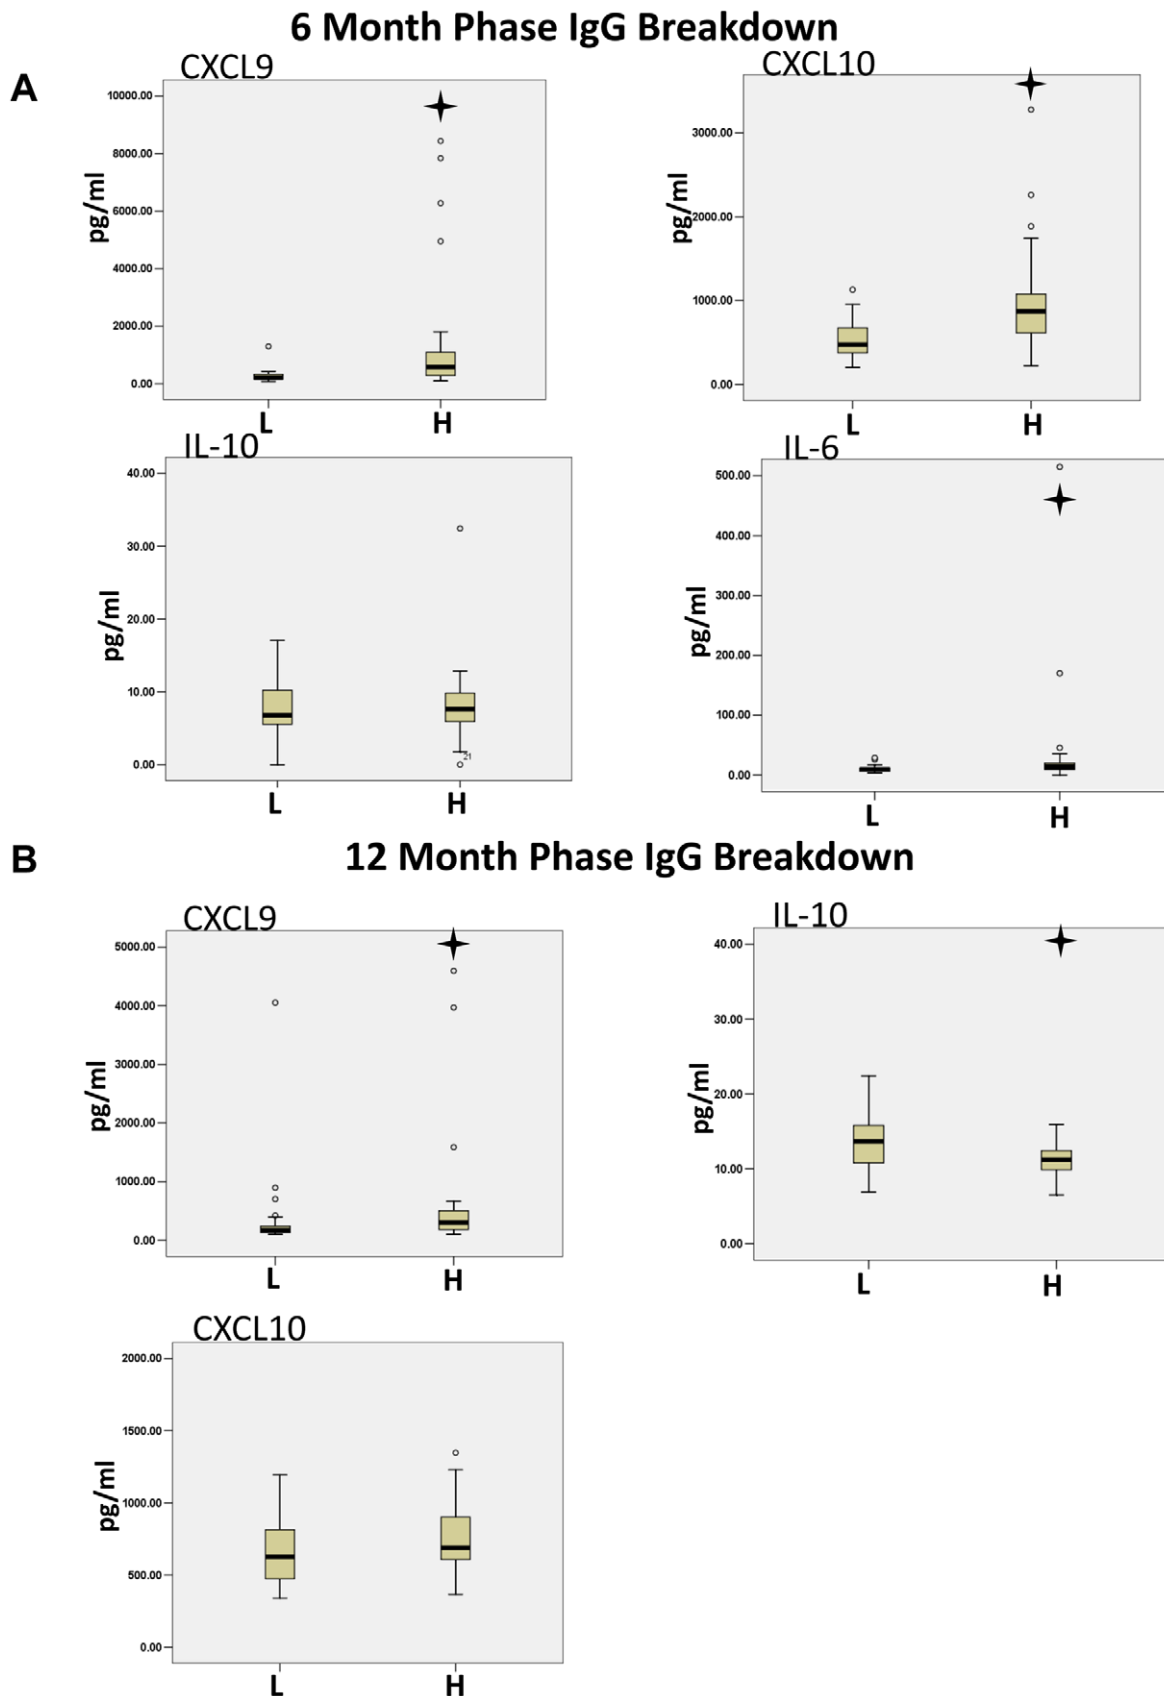 6 Month Phase IgG Breakdown
A
CXCL9
CXCL10
10000.00
8000.00
6000.00
4000.00
2000.00
0.00
pg/ml
L
H
3000.00
2000.00
1000.00
0.00
pg/ml
L
H
IL-10
IL-6
40.00
30.00
20.00
10.00
0.00
pg/ml
21
L
H
500.00
400.00
300.00
200.00
100.00
0.00
pg/ml
L
H
B
12 Month Phase IgG Breakdown
CXCL9
IL-10
5000.00
4000.00
3000.00
2000.00
1000.00
0.00
pg/ml
L
H
40.00
30.00
20.00
10.00
0.00
pg/ml
L
H
CXCL10
2000.00
1500.00
1000.00
500.00
0.00
pg/ml
L
H